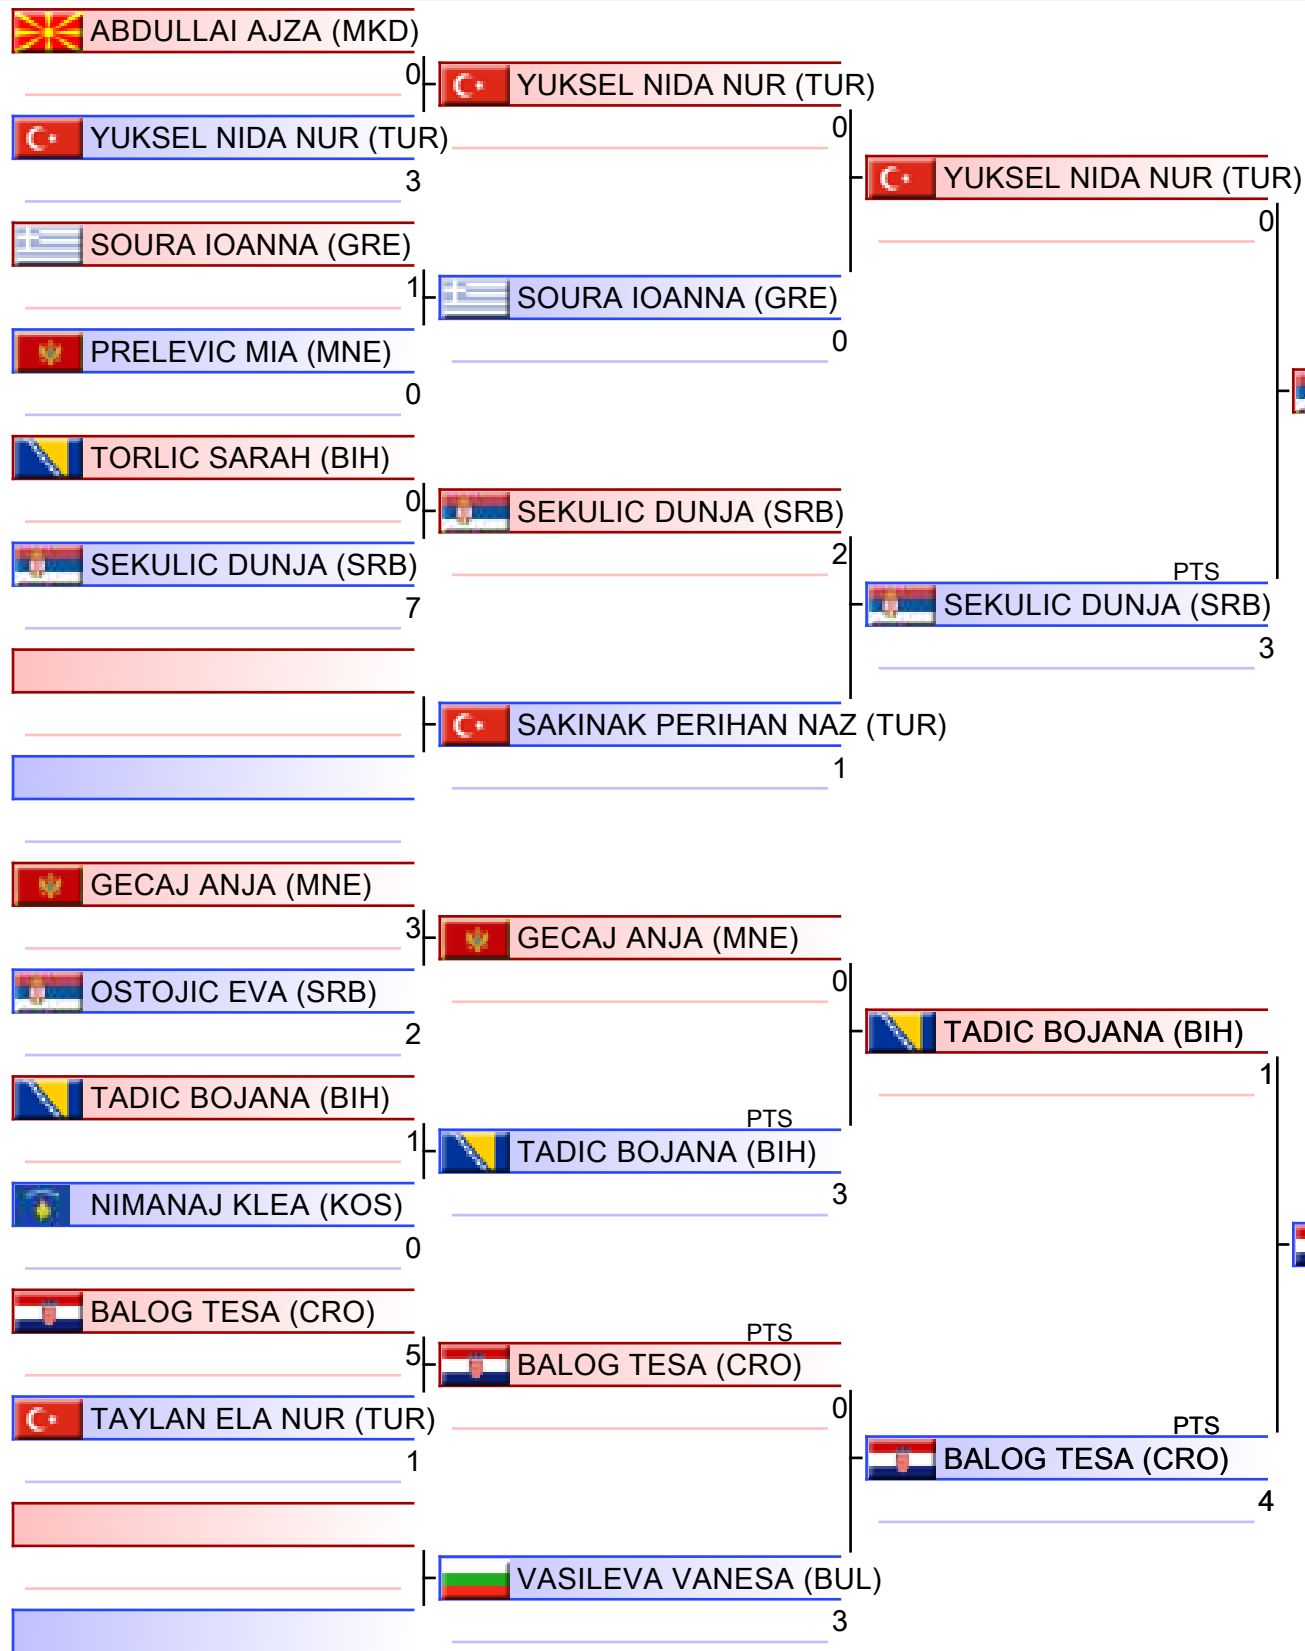 ABDULLAI AJZA (MKD)
0
YUKSEL NIDA NUR (TUR)
3
SOURA IOANNA (GRE)
1
PRELEVIC MIA (MNE)
0
TORLIC SARAH (BIH)
0
SEKULIC DUNJA (SRB)
7
GECAJ ANJA (MNE)
3
OSTOJIC EVA (SRB)
2
TADIC BOJANA (BIH)
1
NIMANAJ KLEA (KOS)
0
BALOG TESA (CRO)
5
TAYLAN ELA NUR (TUR)
1
YUKSEL NIDA NUR (TUR)
0
SOURA IOANNA (GRE)
0
SEKULIC DUNJA (SRB)
2
SAKINAK PERIHAN NAZ (TUR)
1
GECAJ ANJA (MNE)
0
PTS
TADIC BOJANA (BIH)
3
PTS
BALOG TESA (CRO)
0
VASILEVA VANESA (BUL)
3
YUKSEL NIDA NUR (TUR)
0
PTS
SEKULIC DUNJA (SRB)
3
TADIC BOJANA (BIH)
1
PTS
BALOG TESA (CRO)
4